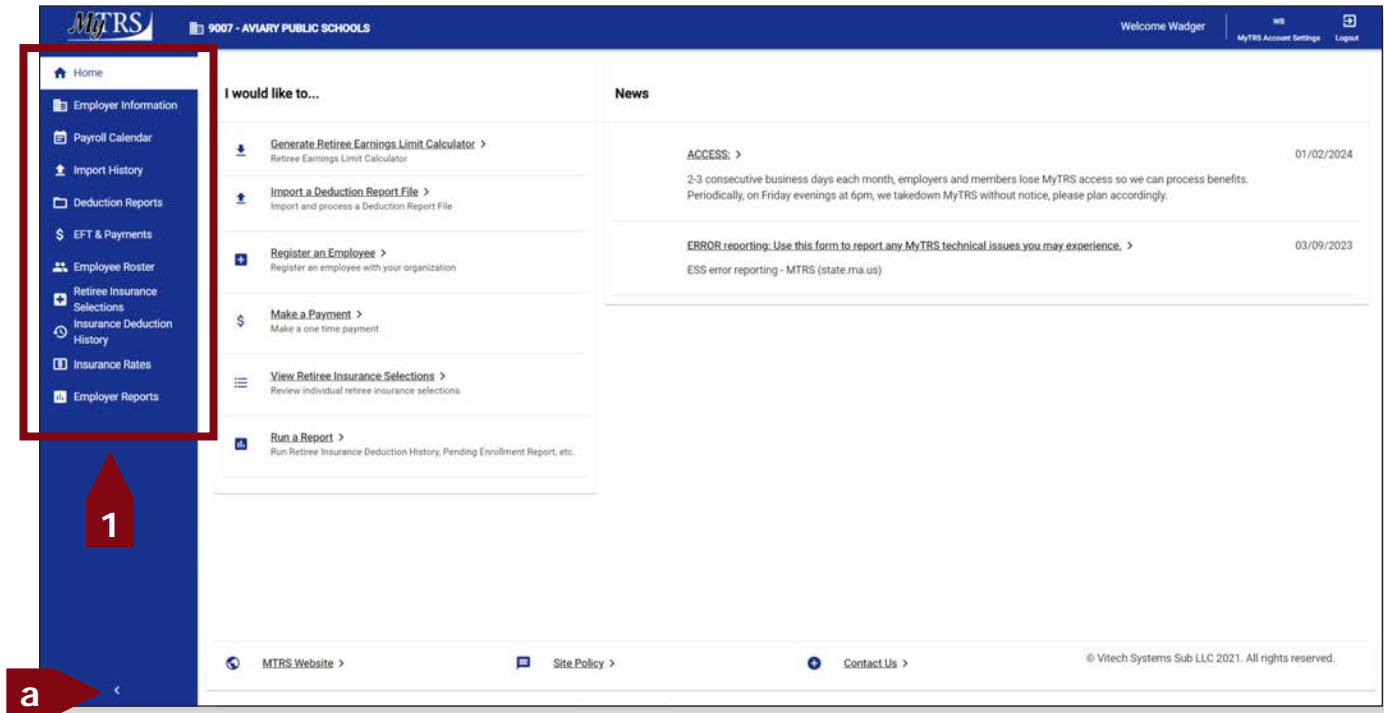 MyTRS
9007 - AVIARY PUBLIC SCHOOLS
Welcome Wadger
WB
MyTRS Account Settings
Logout
Home
Employer Information
Payroll Calendar
Import History
Deduction Reports
EFT & Payments
Employee Roster
Retiree Insurance
Selections
Insurance Deduction
History
Insurance Rates
Employer Reports
1
a
<
I would like to...
Generate Retiree Earnings Limit Calculator >
Retiree Earnings Limit Calculator
Import a Deduction Report File >
Import and process a Deduction Report File
Register an Employee >
Register an employee with your organization
Make a Payment >
Make a one time payment
View Retiree Insurance Selections >
Review individual retiree insurance selections
Run a Report >
Run Retiree Insurance Deduction History, Pending Enrollment Report, etc.
News
ACCESS: >
01/02/2024
2-3 consecutive business days each month, employers and members lose MyTRS access so we can process benefits.
Periodically, on Friday evenings at 6pm, we takedown MyTRS without notice, please plan accordingly.
ERROR reporting: Use this form to report any MyTRS technical issues you may experience. >
03/09/2023
ESS error reporting - MTRS (state.ma.us)
MTRS Website >
Site Policy >
Contact Us >
© Vitech Systems Sub LLC 2021. All rights reserved.